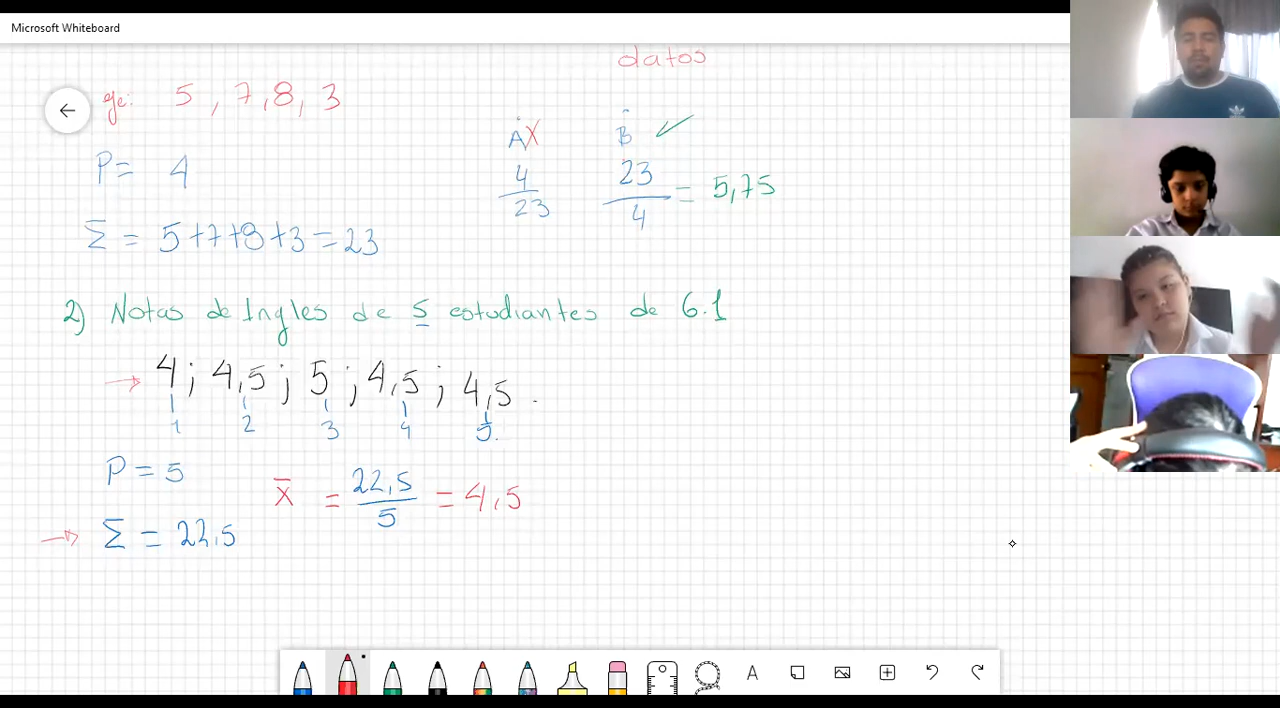 Microsoft Whiteboard
datos
ge: 5 , 7 , 8 , 3
A X B ✓
P = 4
4/23 23/4 = 5,75
Σ = 5+7+8+3 = 23
2) Notas de Ingles de 5 estudiantes de 6.1
→ 4 ; 4,5 ; 5 ; 4,5 ; 4,5 .
1 2 3 4 5.
P = 5
x̄ = 22,5/5 = 4,5
→ Σ = 22,5
A